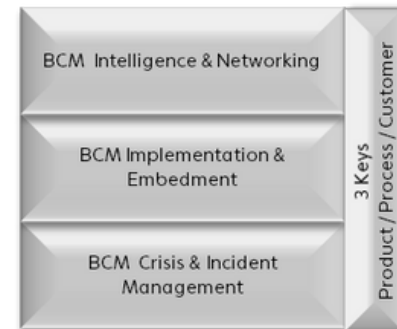 BCM Intelligence & Networking
BCM Implementation &
Embedment
BCM Crisis & Incident
Management
3 Keys
Product / Process / Customer